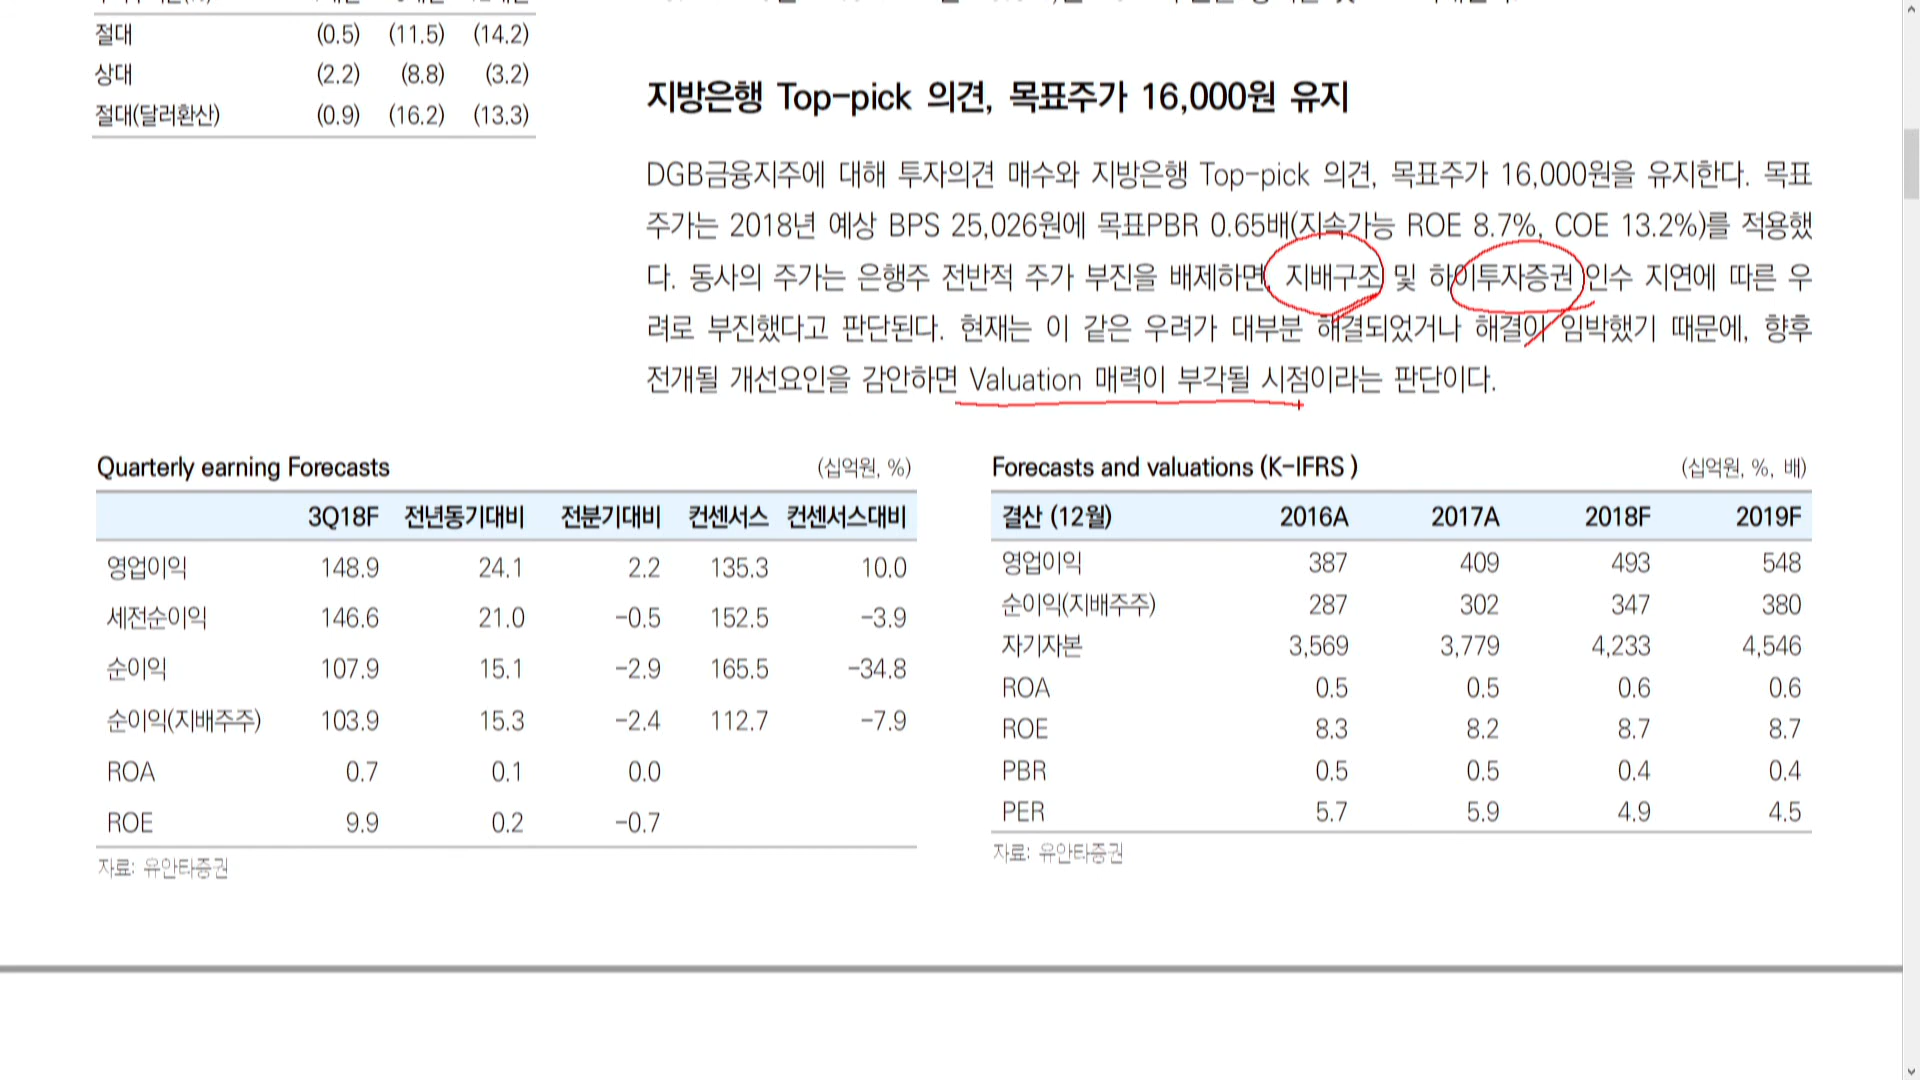 절대 (0.5) (11.5) (14.2)
상대 (2.2) (8.8) (3.2)
절대(달러환산) (0.9) (16.2) (13.3)
지방은행 Top-pick 의견, 목표주가 16,000원 유지
DGB금융지주에 대해 투자의견 매수와 지방은행 Top-pick 의견, 목표주가 16,000원을 유지한다. 목표
주가는 2018년 예상 BPS 25,026원에 목표PBR 0.65배(지속가능 ROE 8.7%, COE 13.2%)를 적용했
다. 동사의 주가는 은행주 전반적 주가 부진을 배제하면, 지배구조 및 하이투자증권 인수 지연에 따른 우
려로 부진했다고 판단된다. 현재는 이 같은 우려가 대부분 해결되었거나 해결이 임박했기 때문에, 향후
전개될 개선요인을 감안하면 Valuation 매력이 부각될 시점이라는 판단이다.
Quarterly earning Forecasts (십억원, %)
3Q18F 전년동기대비 전분기대비 컨센서스 컨센서스대비
영업이익 148.9 24.1 2.2 135.3 10.0
세전순이익 146.6 21.0 -0.5 152.5 -3.9
순이익 107.9 15.1 -2.9 165.5 -34.8
순이익(지배주주) 103.9 15.3 -2.4 112.7 -7.9
ROA 0.7 0.1 0.0
ROE 9.9 0.2 -0.7
자료: 유안타증권
Forecasts and valuations (K-IFRS ) (십억원, %, 배)
결산 (12월) 2016A 2017A 2018F 2019F
영업이익 387 409 493 548
순이익(지배주주) 287 302 347 380
자기자본 3,569 3,779 4,233 4,546
ROA 0.5 0.5 0.6 0.6
ROE 8.3 8.2 8.7 8.7
PBR 0.5 0.5 0.4 0.4
PER 5.7 5.9 4.9 4.5
자료: 유안타증권